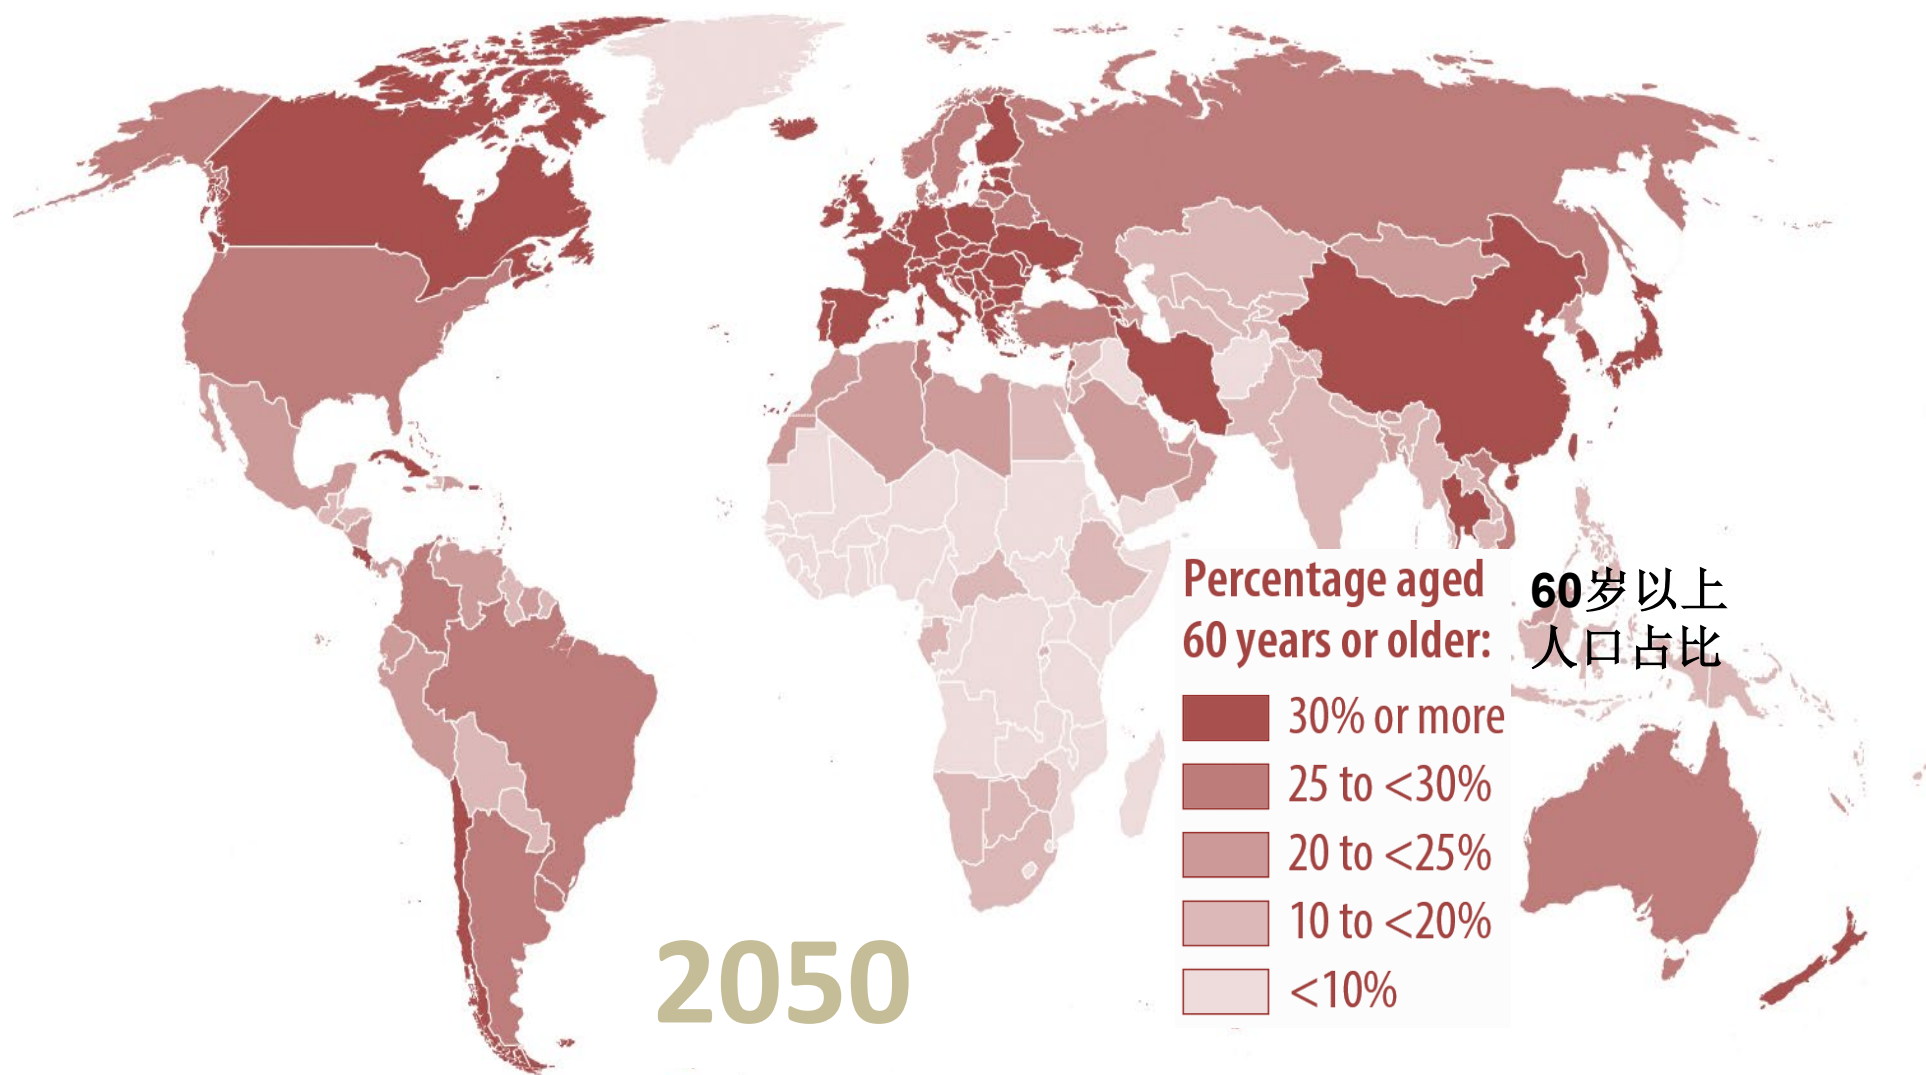 Percentage aged
60 years or older:
60岁以上
人口占比
30% or more
25 to <30%
20 to <25%
10 to <20%
<10%
2050